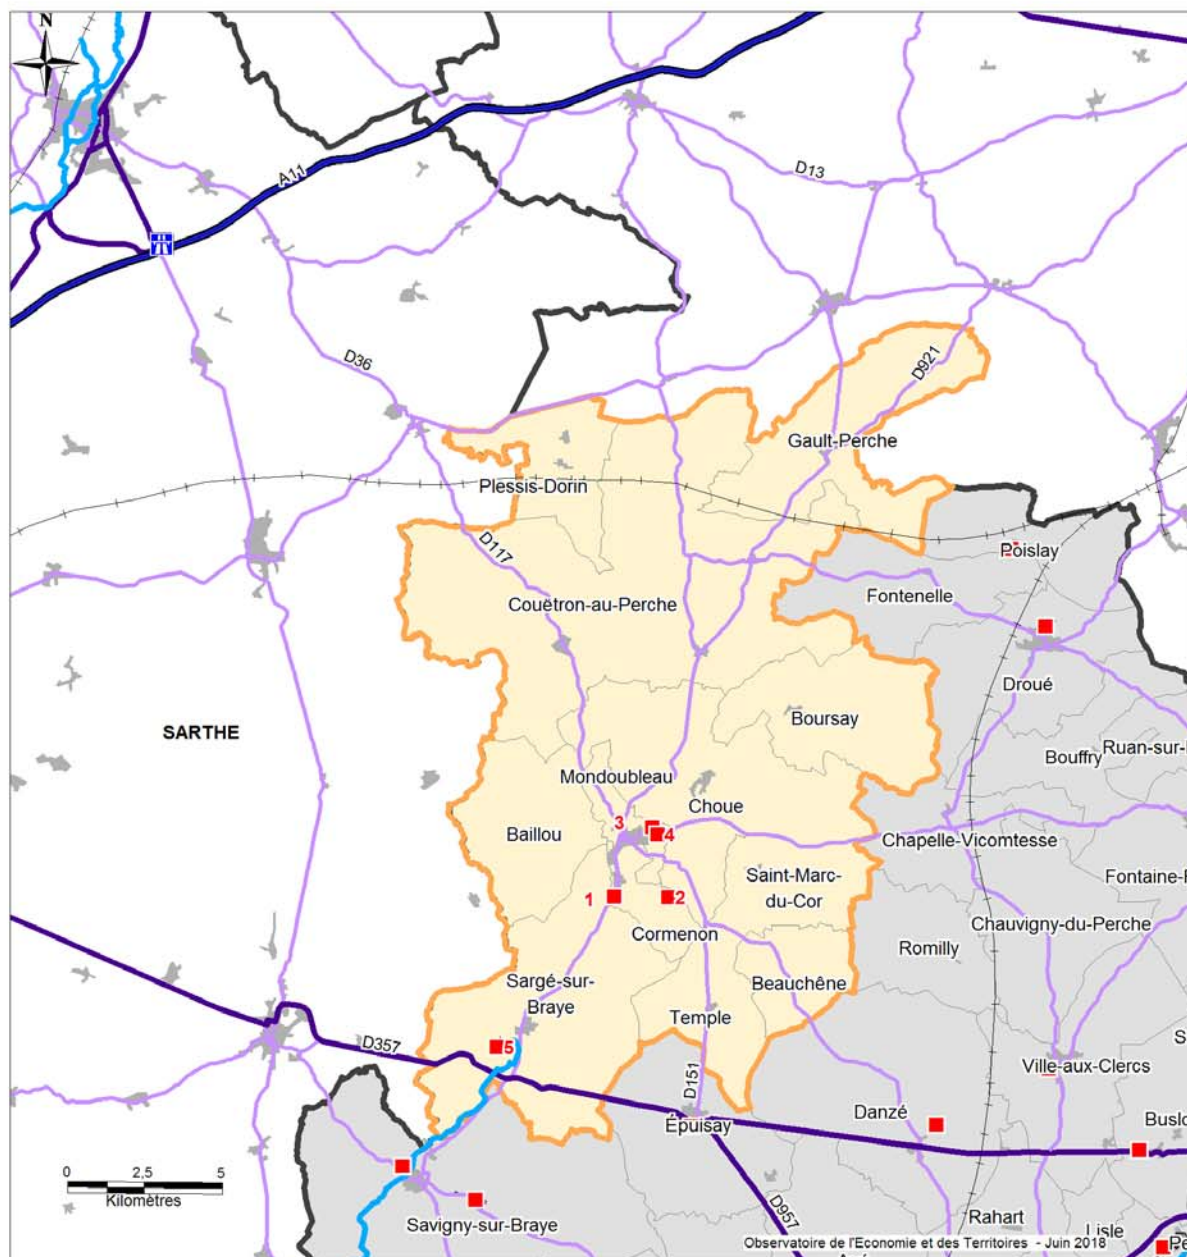 N
A11
D13
D36
D921
Gault-Perche
Plessis-Dorin
D117
Poislay
Fontenelle
Couëtron-au-Perche
Droué
Boursay
SARTHE
Bouffry
Ruan-sur-
Mondoubleau
Choue
3
4
Baillou
Chapelle-Vicomtesse
Saint-Marc-
du-Cor
Fontaine-
1
2
Chauvigny-du-Perche
Cormenon
Romilly
Sargé-sur-
Braye
Beauchêne
Temple
D357
5
Ville-aux-Clercs
D151
Danzé
Épuisay
Buslo
0 2,5 5
Kilomètres
Savigny-sur-Braye
D957
Rahart
Lisle
Observatoire de l'Economie et des Territoires - Juin 2018